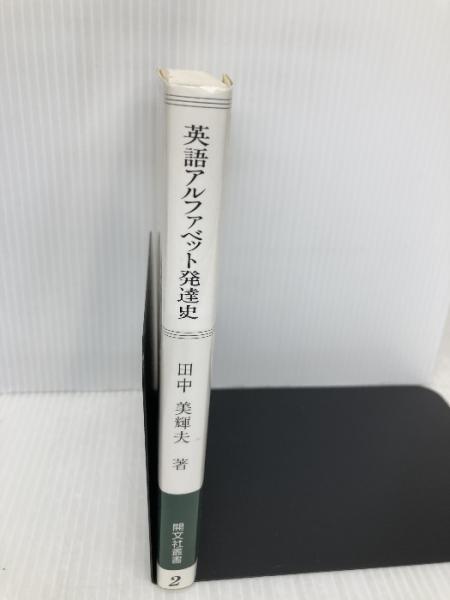 英語アルファベット発達史
田中 美輝夫 著
開文社叢書
2